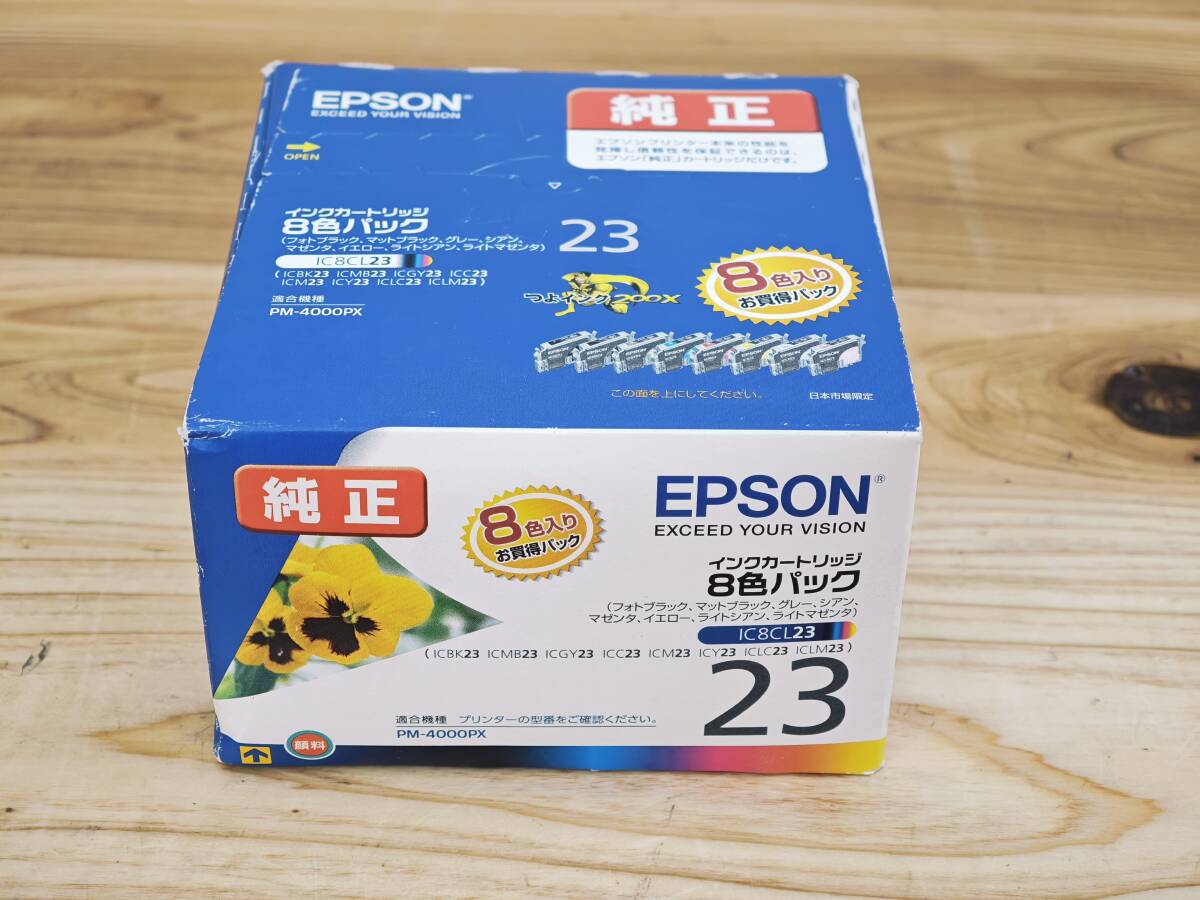 EPSON®
EXCEED YOUR VISION
純正
エプソンプリンター本来の性能を
発揮し信頼性を保証できるのは、
エプソン「純正」カートリッジだけです。
OPEN
インクカートリッジ
8色パック
(フォトブラック、マットブラック、グレー、シアン、
マゼンタ、イエロー、ライトシアン、ライトマゼンタ)
IC8CL23
(ICBK23 ICMB23 ICGY23 ICC23
ICM23 ICY23 ICLC23 ICLM23)
適合機種
PM-4000PX
23
つよインク200X
8色入り
お買得パック
この面を上にしてください。
日本市場限定
純正
8色入り
お買得パック
EPSON®
EXCEED YOUR VISION
インクカートリッジ
8色パック
(フォトブラック、マットブラック、グレー、シアン、
マゼンタ、イエロー、ライトシアン、ライトマゼンタ)
IC8CL23
(ICBK23 ICMB23 ICGY23 ICC23 ICM23 ICY23 ICLC23 ICLM23)
23
適合機種 プリンターの型番をご確認ください。
PM-4000PX
顔料